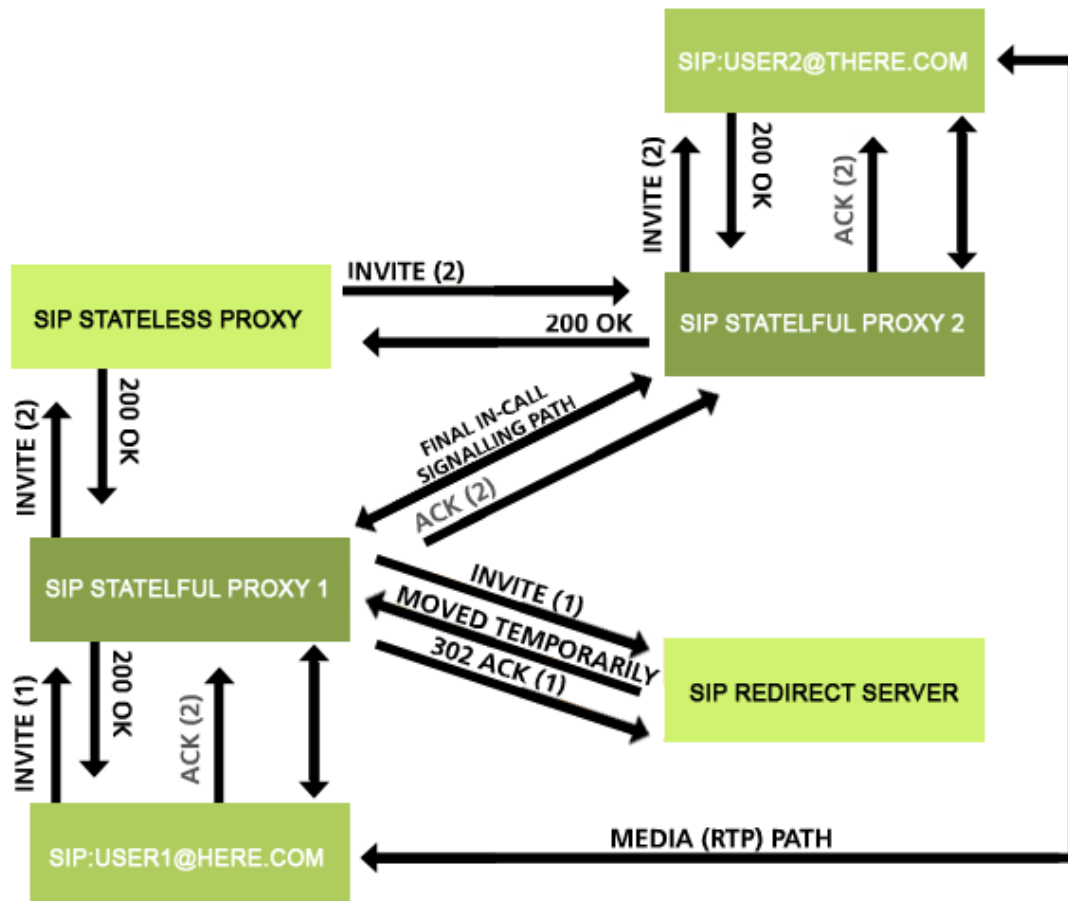 SIP:USER2@THERE.COM
INVITE (2)
200 OK
ACK (2)
INVITE (2)
SIP STATELESS PROXY
200 OK
SIP STATELFUL PROXY 2
INVITE (2)
200 OK
FINAL IN-CALL
SIGNALLING PATH
ACK (2)
SIP STATELFUL PROXY 1
INVITE (1)
MOVED TEMPORARILY
302 ACK (1)
SIP REDIRECT SERVER
INVITE (1)
200 OK
ACK (2)
MEDIA (RTP) PATH
SIP:USER1@HERE.COM